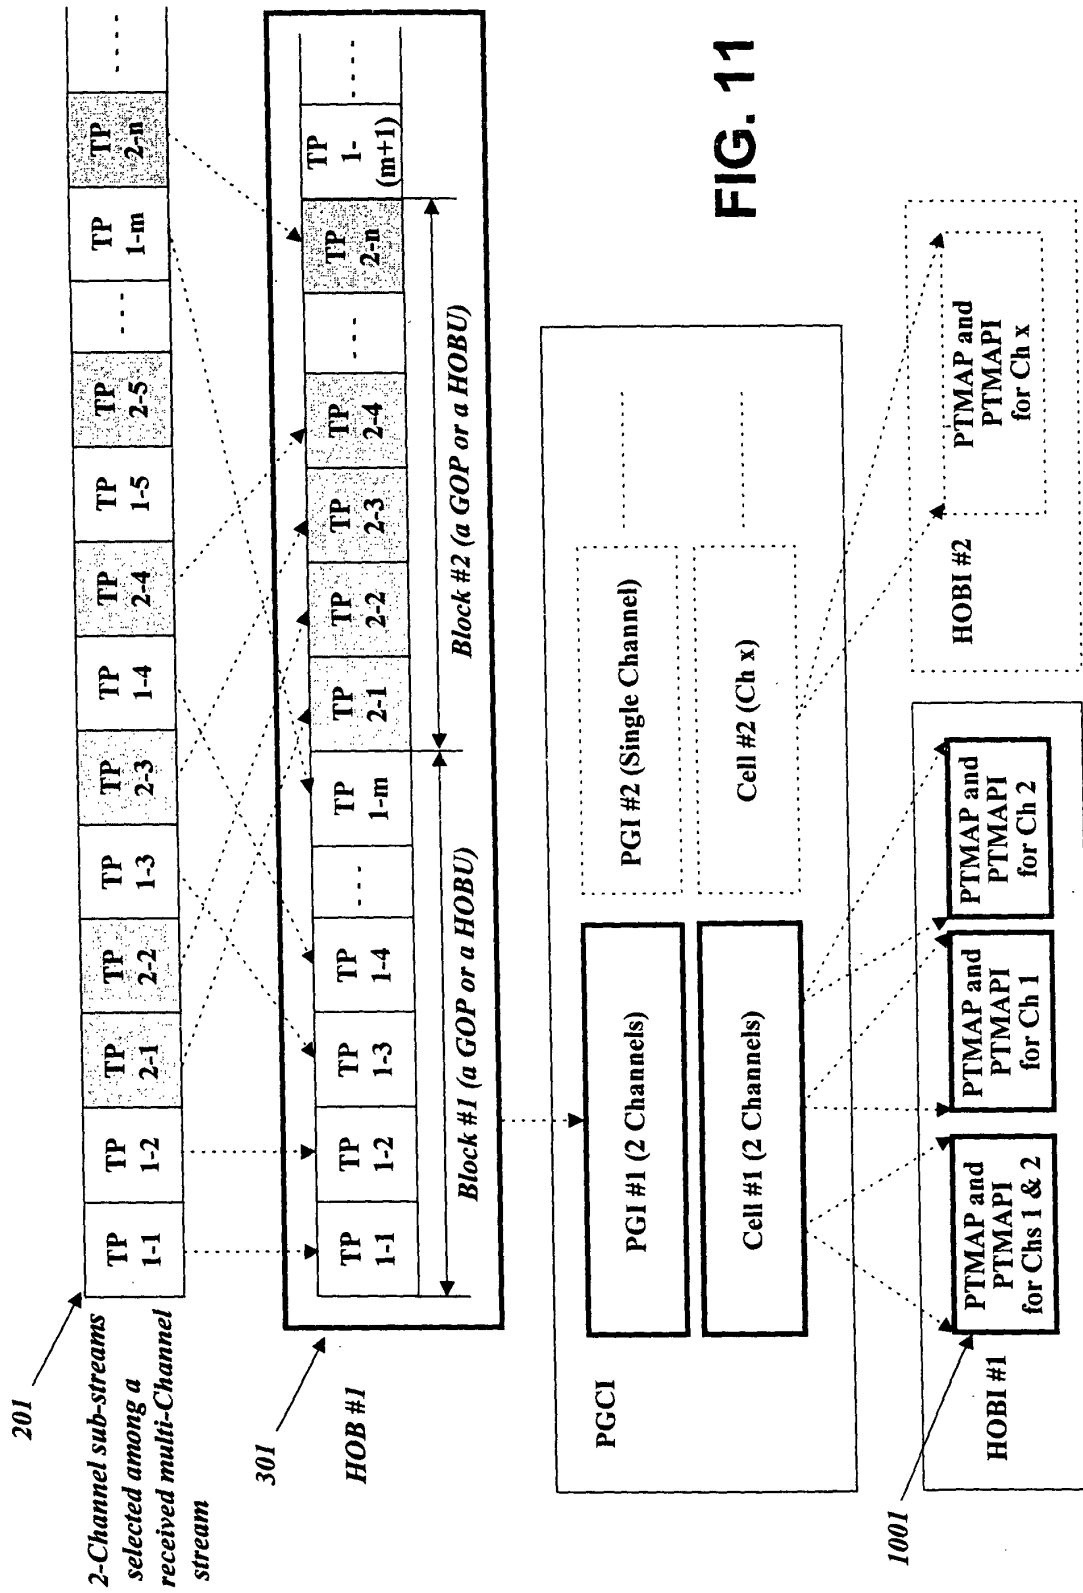 201
2-Channel sub-streams
selected among a
received multi-Channel
stream
TP
1-1
TP
1-2
TP
2-1
TP
2-2
TP
1-3
TP
2-3
TP
1-4
TP
2-4
TP
1-5
TP
2-5
- - -
TP
1-m
TP
2-n
- - - -
301
HOB #1
TP
1-1
TP
1-2
TP
1-3
TP
1-4
- - -
TP
1-m
TP
2-1
TP
2-2
TP
2-3
TP
2-4
- - -
TP
2-n
TP
1-
(m+1)
- - - -
Block #1 (a GOP or a HOBU)
Block #2 (a GOP or a HOBU)
PGCI
PGI #1 (2 Channels)
PGI #2 (Single Channel)
Cell #1 (2 Channels)
Cell #2 (Ch x)
1001
HOBI #1
PTMAP and
PTMAPI
for Chs 1 & 2
PTMAP and
PTMAPI
for Ch 1
PTMAP and
PTMAPI
for Ch 2
HOBI #2
PTMAP and
PTMAPI
for Ch x
FIG. 11